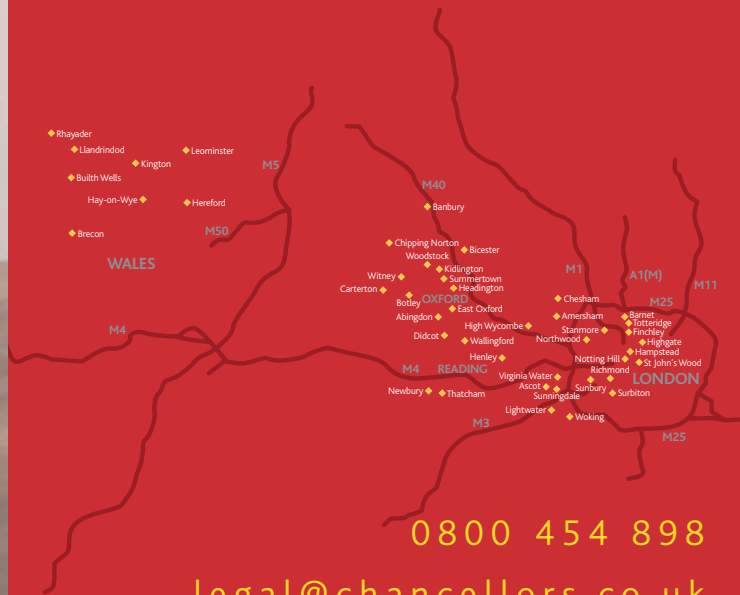 Rhayader
Llandrindod
Leominster
Kington
M5
Builth Wells
M40
Hay-on-Wye
Hereford
Banbury
M50
Brecon
Chipping Norton
Bicester
Woodstock
WALES
Kidlington
M1
Witney
Summertown
A1(M)
Carterton
Headington
M11
Botley
OXFORD
Chesham
M25
East Oxford
Abingdon
Amersham
Barnet
Totteridge
High Wycombe
Stanmore
Finchley
M4
Didcot
Wallingford
Northwood
Highgate
Hampstead
Henley
Notting Hill
St John's Wood
M4
READING
Richmond
Virginia Water
LONDON
Ascot
Sunbury
Newbury
Thatcham
Sunningdale
Surbiton
Lightwater
Woking
M3
M25
0800 454 898
legal@chancellors.co.uk